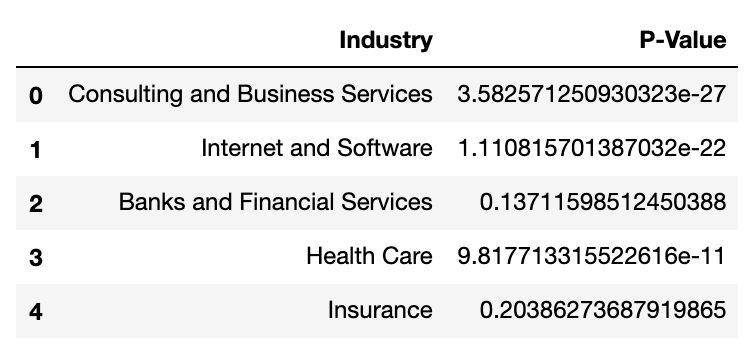 Industry P-Value
0 Consulting and Business Services 3.582571250930323e-27
1 Internet and Software 1.110815701387032e-22
2 Banks and Financial Services 0.13711598512450388
3 Health Care 9.817713315522616e-11
4 Insurance 0.20386273687919865